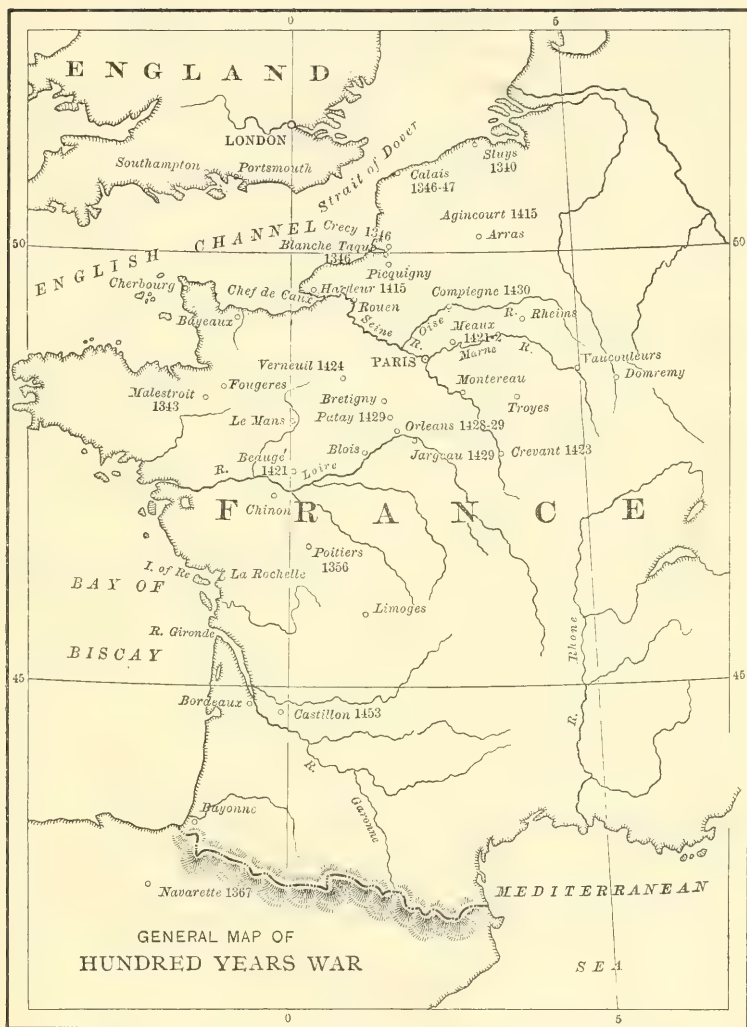 0 5
ENGLAND
LONDON
Southampton Portsmouth
Strait of Dover
Sluys
1340
Calais
1346-47
Agincourt 1415
Arras
ENGLISH CHANNEL
Crecy 1346
50 50
Blanche Taque
1346
Picquigny
Cherbourg
Chef de Caux
Harfleur 1415
Bayeaux
Rouen
Seine R.
Compiegne 1430
Oise R.
Rheims
Meaux
1421-2
Marne R.
PARIS
Vaucouleurs
Domremy
Verneuil 1424
Montereau
Malestroit
1343
Fougeres
Bretigny
Troyes
Le Mans
Patay 1429
Orleans 1428-29
Blois
Jargeau 1429
Crevant 1423
Beaugé
1421
R. Loire
Chinon
FRANCE
Poitiers
1356
I. of Re
La Rochelle
BAY OF
BISCAY
Limoges
R. Gironde
R. Rhone
45 45
Bordeaux
Castillon 1453
R. Garonne
Bayonne
Navarette 1367
MEDITERRANEAN
SEA
GENERAL MAP OF
HUNDRED YEARS WAR
0 5